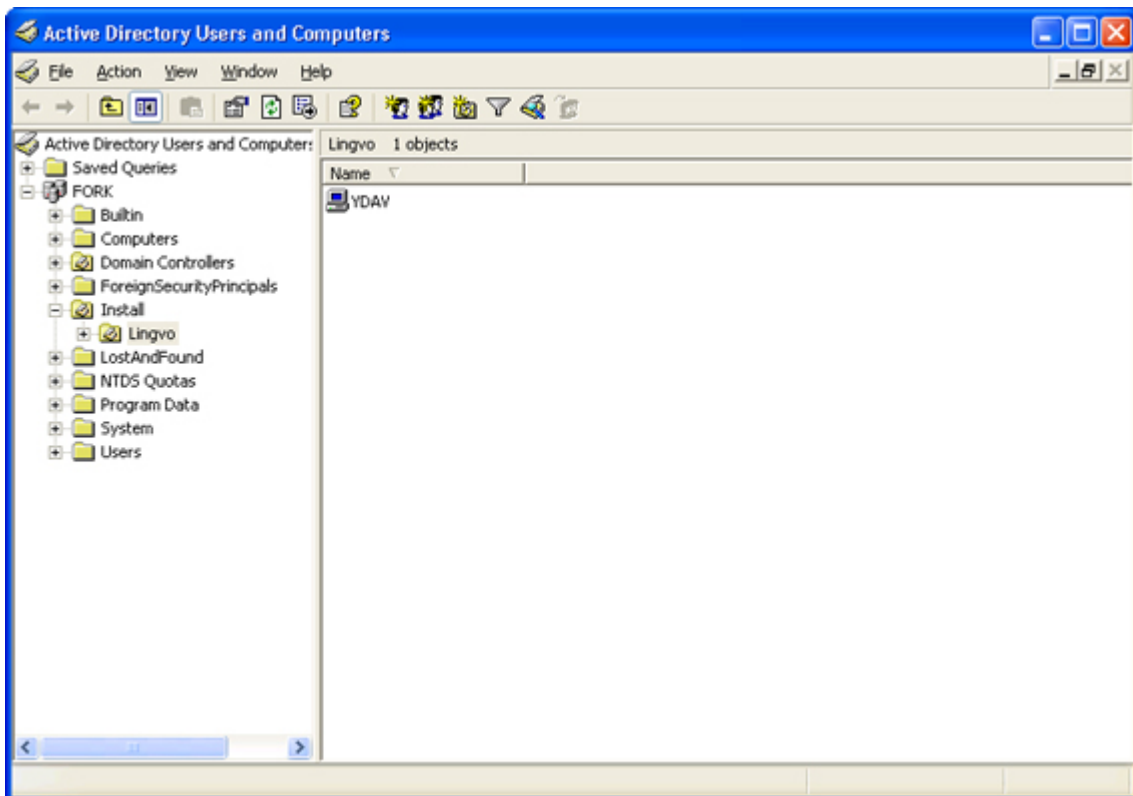 Active Directory Users and Computers
File Action View Window Help
Active Directory Users and Computers
Lingvo 1 objects
Saved Queries
Name
FORK
YDAV
Builtin
Computers
Domain Controllers
ForeignSecurityPrincipals
Install
Lingvo
LostAndFound
NTDS Quotas
Program Data
System
Users